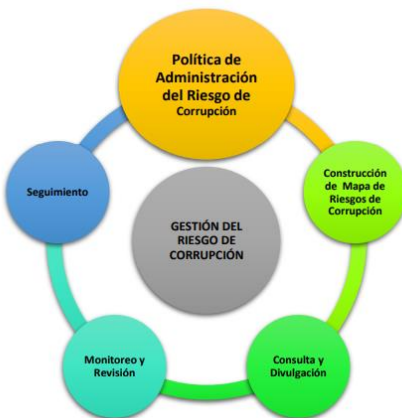 Política de
Administración
del Riesgo de
Corrupción
Construcción
de Mapa de
Riesgos de
Corrupción
Consulta y
Divulgación
Monitoreo y
Revisión
Seguimiento
GESTIÓN DEL
RIESGO DE
CORRUPCIÓN